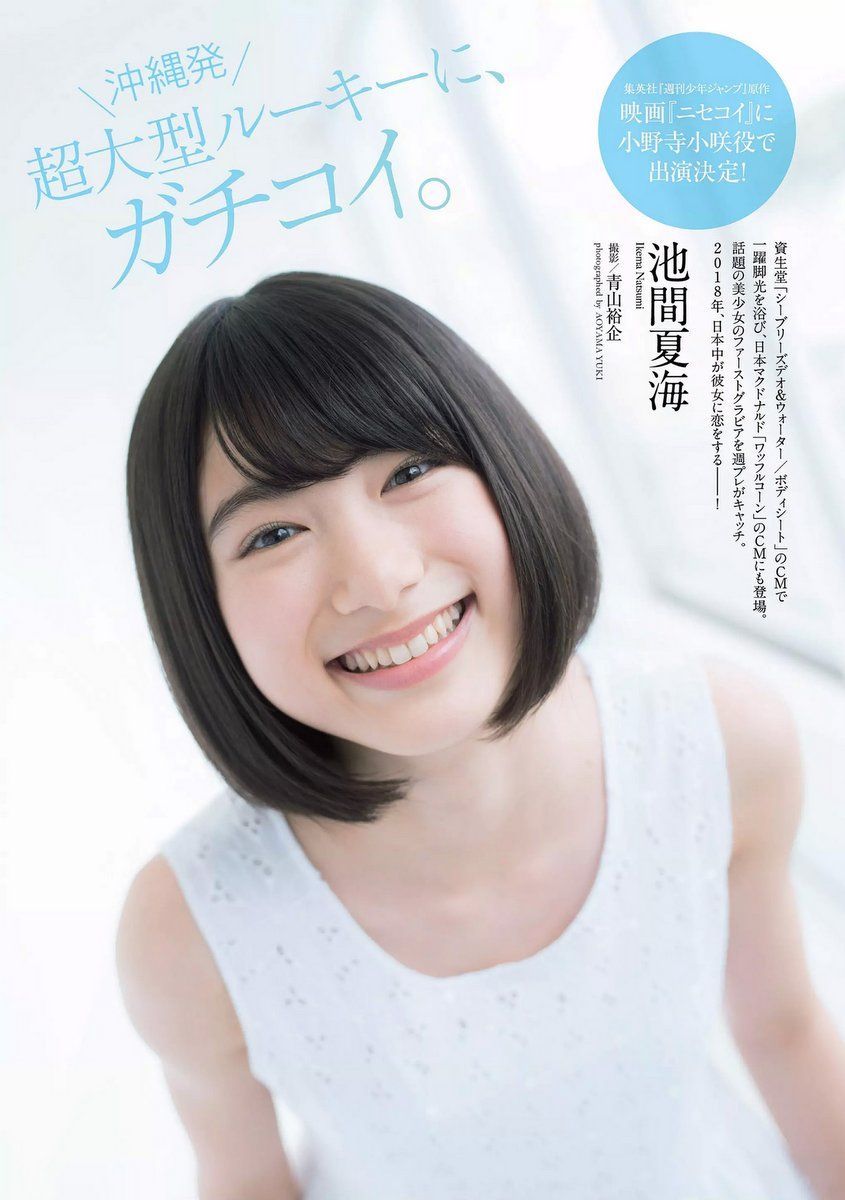 沖縄発
超大型ルーキーに、
ガチコイ。
集英社『週刊少年ジャンプ』原作
映画『ニセコイ』に
小野寺小咲役で
出演決定!
資生堂「シーブリーズデオ&ウォーター/ボディシート」のCMで
一躍脚光を浴び、日本マクドナルド「ワッフルコーン」のCMにも登場。
話題の美少女のファーストグラビアを週プレがキャッチ。
2018年、日本中が彼女に恋をする——!
池間夏海
Ikema Natsumi
撮影/青山裕企
photographed by AOYAMA YUKI